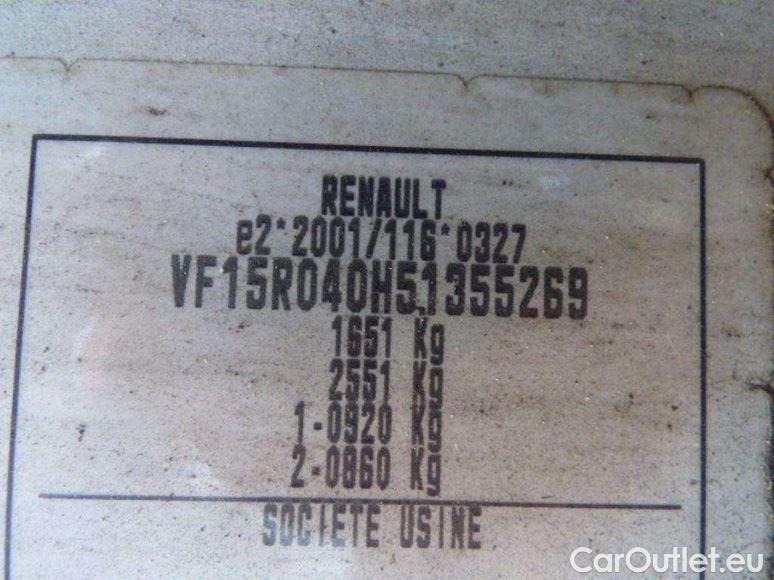 RENAULT
e2*2001/116*0327
VF15R040H51355269
1651 Kg
2551 Kg
1-0920 Kg
2-0860 Kg
SOCIETE USINE
CarOutlet.eu